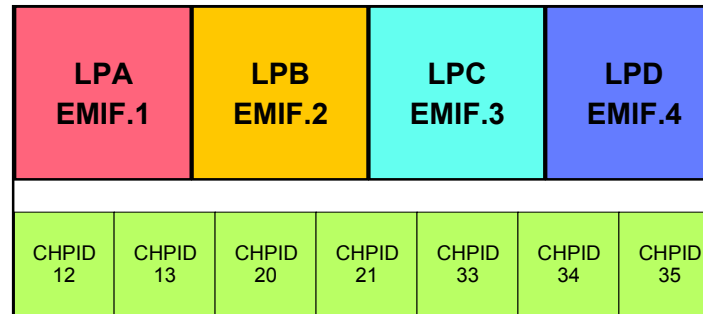 LPA
EMIF.1
LPB
EMIF.2
LPC
EMIF.3
LPD
EMIF.4
CHPID
12
CHPID
13
CHPID
20
CHPID
21
CHPID
33
CHPID
34
CHPID
35